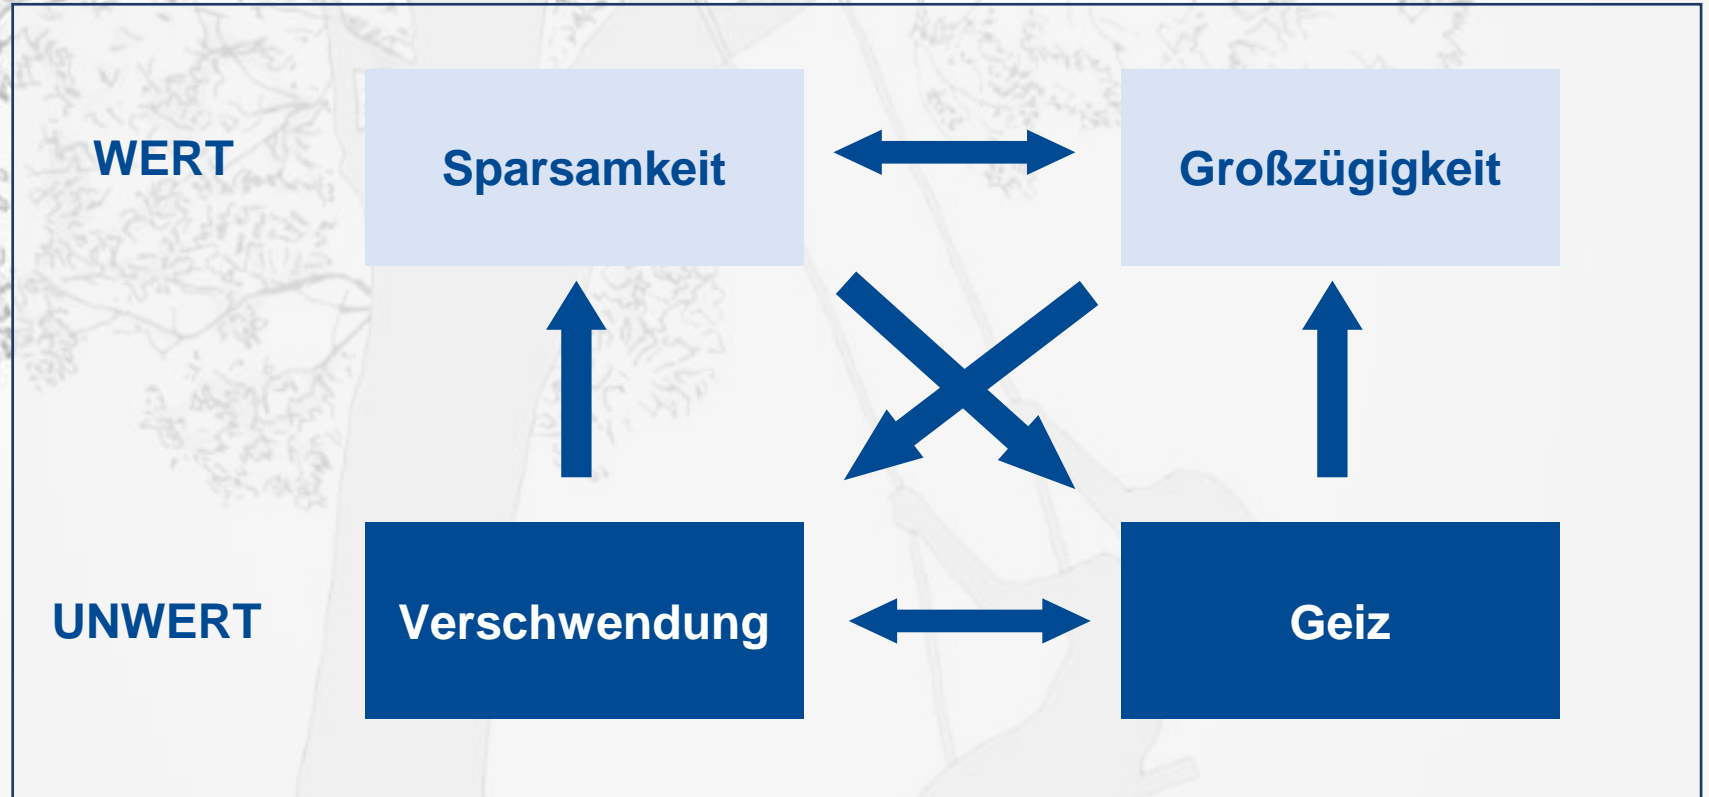 WERT
Sparsamkeit
Großzügigkeit
UNWERT
Verschwendung
Geiz